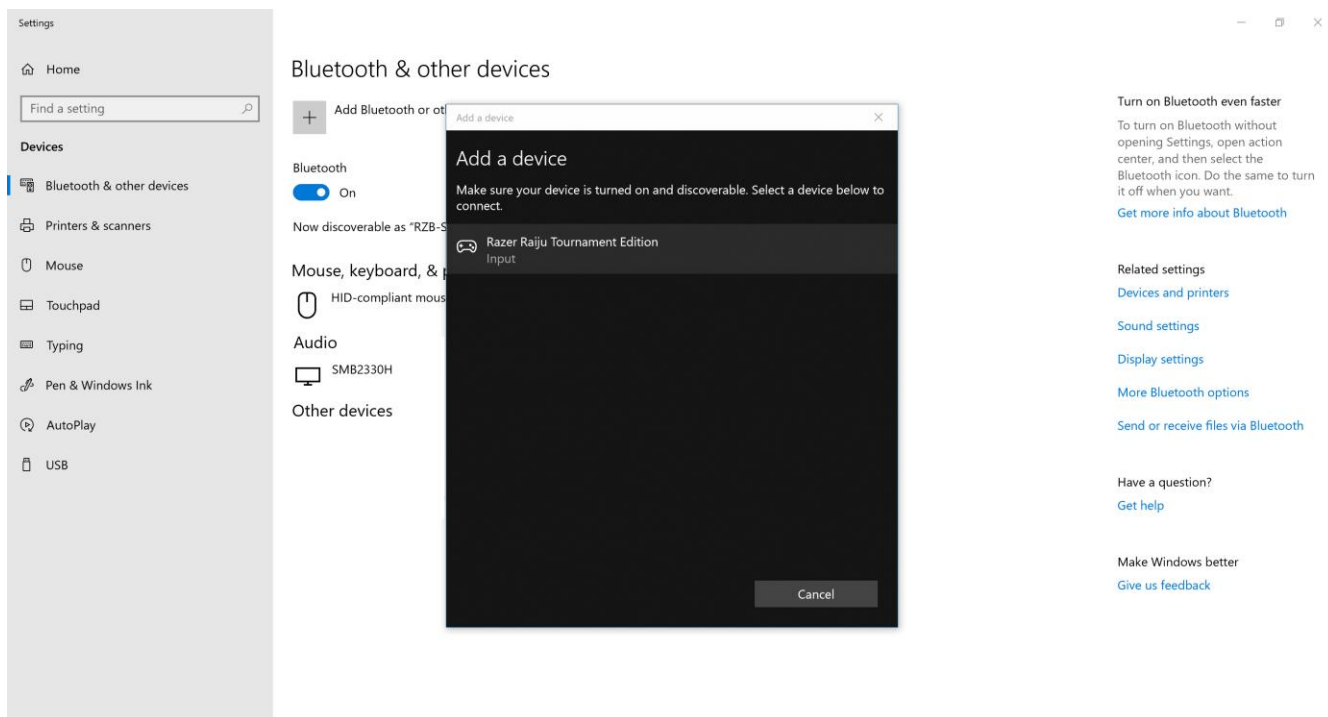 Settings
Home
Find a setting
Devices
Bluetooth & other devices
Printers & scanners
Mouse
Touchpad
Typing
Pen & Windows Ink
AutoPlay
USB
Bluetooth & other devices
Add Bluetooth or ot
Bluetooth
On
Now discoverable as “RZB-S
Mouse, keyboard, &
HID-compliant mous
Audio
SMB2330H
Other devices
Add a device
Add a device
Make sure your device is turned on and discoverable. Select a device below to
connect.
Razer Raiju Tournament Edition
Input
Cancel
Turn on Bluetooth even faster
To turn on Bluetooth without
opening Settings, open action
center, and then select the
Bluetooth icon. Do the same to turn
it off when you want.
Get more info about Bluetooth
Related settings
Devices and printers
Sound settings
Display settings
More Bluetooth options
Send or receive files via Bluetooth
Have a question?
Get help
Make Windows better
Give us feedback